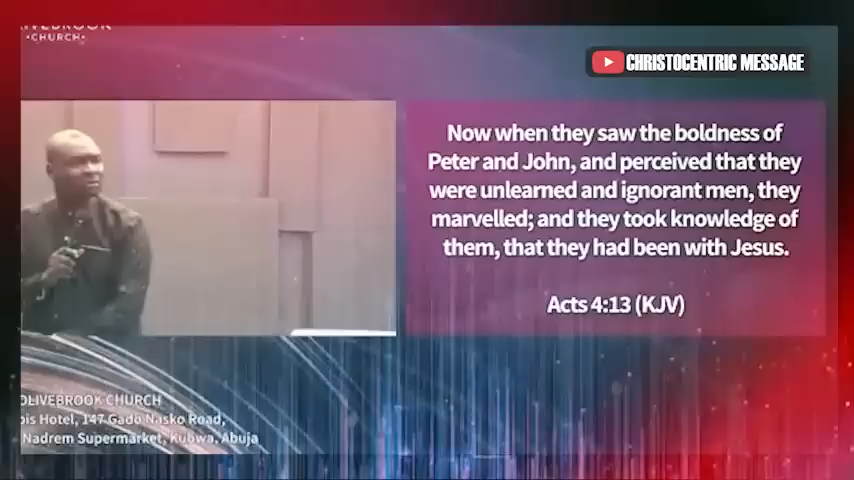 •CHURCH•
CHRISTOCENTRIC MESSAGE
Now when they saw the boldness of
Peter and John, and perceived that they
were unlearned and ignorant men, they
marvelled; and they took knowledge of
them, that they had been with Jesus.
Acts 4:13 (KJV)
OLIVEBROOK CHURCH
Hotel, 147 Gado Nasko Road,
Nadrem Supermarket, Kubwa, Abuja